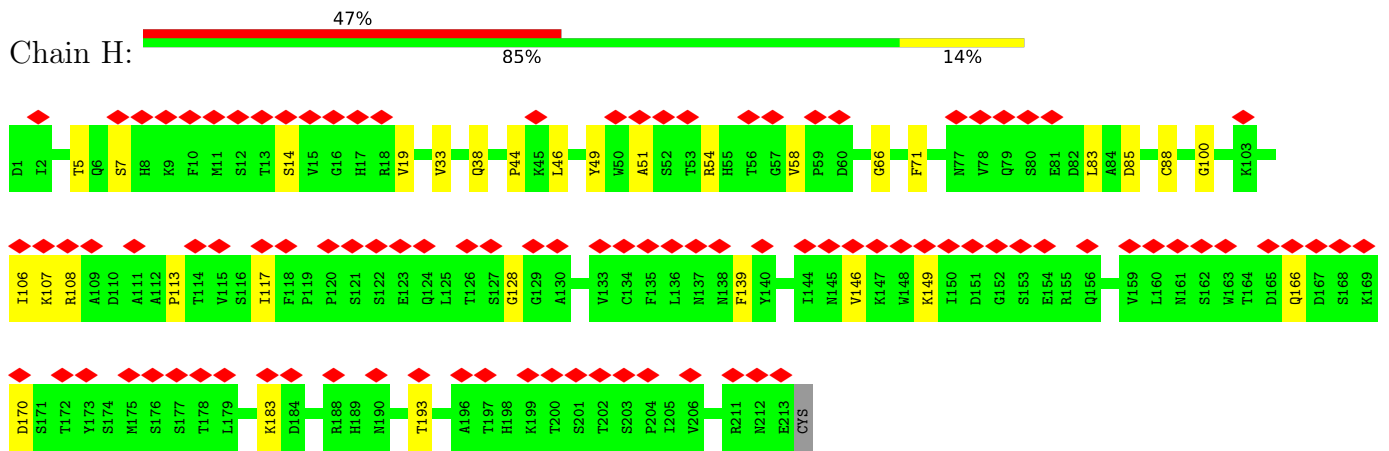 47%
Chain H:
85% 14%
D1 I2 T5 Q6 S7 H8 K9 F10 M11 S12 T13 S14 V15 G16 H17 R18 V19 V33 Q38 P44 K45 L46 Y49 W50 A51 S52 T53 R54 H55 T56 G57 V58 P59 D60 G66 F71 N77 V78 Q79 S80 E81 D82 L83 A84 D85 C88 G100 K103
I106 K107 R108 A109 D110 A111 A112 P113 T114 V115 S116 I117 F118 P119 P120 S121 S122 E123 Q124 L125 T126 S127 G128 G129 A130 V133 C134 F135 L136 N137 N138 F139 Y140 I144 N145 V146 K147 W148 K149 I150 D151 G152 S153 E154 R155 Q156 V159 L160 N161 S162 W163 T164 D165 Q166 D167 S168 K169
D170 S171 T172 Y173 S174 M175 S176 S177 T178 L179 K183 D184 R188 H189 N190 T193 A196 T197 H198 K199 T200 S201 T202 S203 P204 I205 V206 R211 N212 E213 CYS